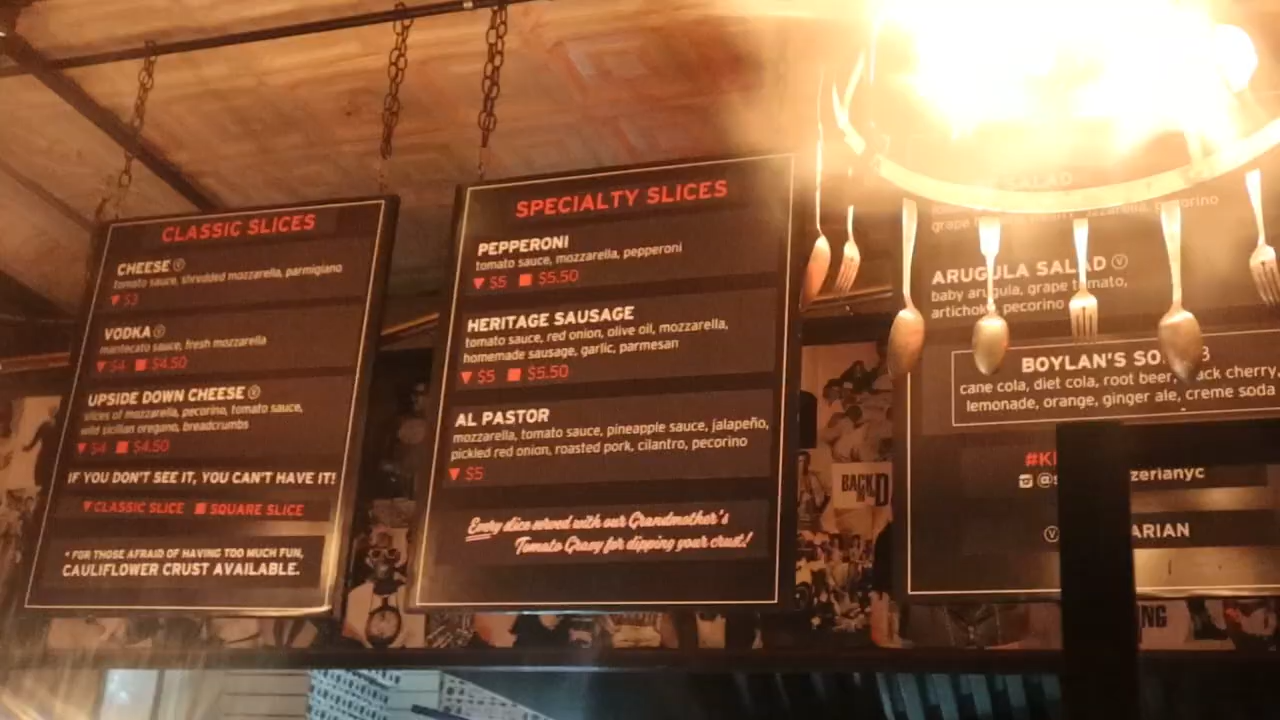 CLASSIC SLICES
CHEESE Ⓥ
tomato sauce, shredded mozzarella, parmigiano
▼ $3
VODKA Ⓥ
mantecato sauce, fresh mozzarella
▼ $4 ■ $4.50
UPSIDE DOWN CHEESE Ⓥ
slices of mozzarella, pecorino, tomato sauce,
wild sicilian oregano, breadcrumbs
▼ $4 ■ $4.50
IF YOU DON'T SEE IT, YOU CAN'T HAVE IT!
▼ CLASSIC SLICE ■ SQUARE SLICE
* FOR THOSE AFRAID OF HAVING TOO MUCH FUN,
CAULIFLOWER CRUST AVAILABLE.
SPECIALTY SLICES
PEPPERONI
tomato sauce, mozzarella, pepperoni
▼ $5 ■ $5.50
HERITAGE SAUSAGE
tomato sauce, red onion, olive oil, mozzarella,
homemade sausage, garlic, parmesan
▼ $5 ■ $5.50
AL PASTOR
mozzarella, tomato sauce, pineapple sauce, jalapeño,
pickled red onion, roasted pork, cilantro, pecorino
▼ $5
Every slice served with our Grandmother's
Tomato Gravy for dipping your crust!
SALAD
grape mozzarella, pecorino
ARUGULA SALAD Ⓥ
baby arugula, grape tomato,
artichoke pecorino
BOYLAN'S 3
cane cola, diet cola, root beer, black cherry,
lemonade, orange, ginger ale, creme soda
zerianyc
Ⓥ ARIAN
BACK